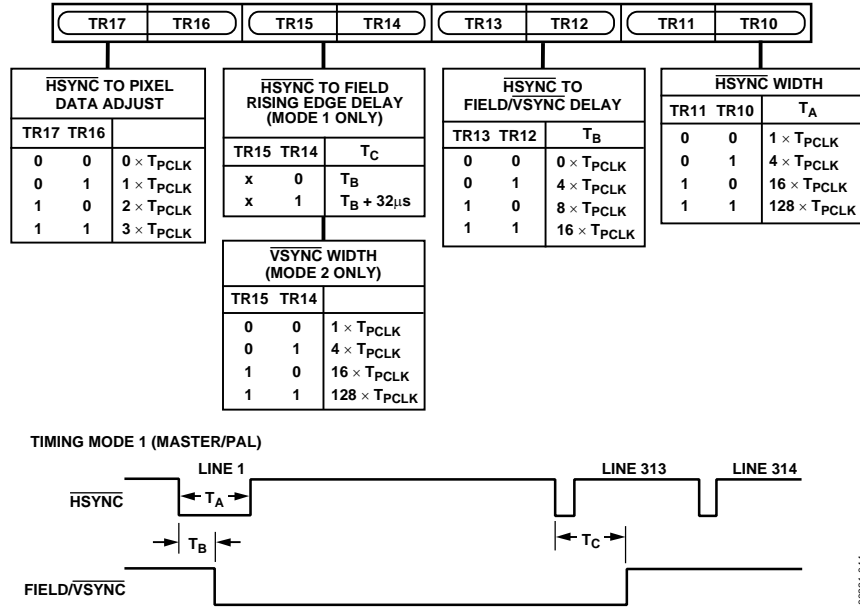 TR17 TR16 TR15 TR14 TR13 TR12 TR11 TR10
HSYNC TO PIXEL
DATA ADJUST
TR17 TR16
0 0 0 × TPCLK
0 1 1 × TPCLK
1 0 2 × TPCLK
1 1 3 × TPCLK
HSYNC TO FIELD
RISING EDGE DELAY
(MODE 1 ONLY)
TR15 TR14 TC
x 0 TB
x 1 TB + 32μs
VSYNC WIDTH
(MODE 2 ONLY)
TR15 TR14
0 0 1 × TPCLK
0 1 4 × TPCLK
1 0 16 × TPCLK
1 1 128 × TPCLK
HSYNC TO
FIELD/VSYNC DELAY
TR13 TR12 TB
0 0 0 × TPCLK
0 1 4 × TPCLK
1 0 8 × TPCLK
1 1 16 × TPCLK
HSYNC WIDTH
TR11 TR10 TA
0 0 1 × TPCLK
0 1 4 × TPCLK
1 0 16 × TPCLK
1 1 128 × TPCLK
TIMING MODE 1 (MASTER/PAL)
LINE 1 LINE 313 LINE 314
HSYNC
TA
TB
TC
FIELD/VSYNC